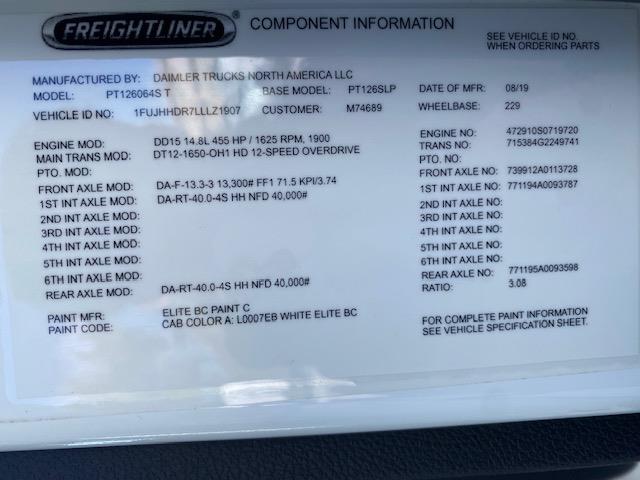 FREIGHTLINER
COMPONENT INFORMATION
SEE VEHICLE ID NO.
WHEN ORDERING PARTS
MANUFACTURED BY: DAIMLER TRUCKS NORTH AMERICA LLC
MODEL: PT126064S T BASE MODEL: PT126SLP DATE OF MFR: 08/19
VEHICLE ID NO: 1FUJHHDR7LLLZ1907 CUSTOMER: M74689 WHEELBASE: 229
ENGINE MOD: DD15 14.8L 455 HP / 1625 RPM, 1900 ENGINE NO: 472910S0719720
MAIN TRANS MOD: DT12-1650-OH1 HD 12-SPEED OVERDRIVE TRANS NO: 715384G2249741
PTO. MOD: PTO. NO:
FRONT AXLE MOD: DA-F-13.3-3 13,300# FF1 71.5 KPI/3.74 FRONT AXLE NO: 739912A0113728
1ST INT AXLE MOD: DA-RT-40.0-4S HH NFD 40,000# 1ST INT AXLE NO: 771194A0093787
2ND INT AXLE MOD: 2ND INT AXLE NO:
3RD INT AXLE MOD: 3RD INT AXLE NO:
4TH INT AXLE MOD: 4TH INT AXLE NO:
5TH INT AXLE MOD: 5TH INT AXLE NO:
6TH INT AXLE MOD: 6TH INT AXLE NO:
REAR AXLE MOD: DA-RT-40.0-4S HH NFD 40,000# REAR AXLE NO: 771195A0093598
RATIO: 3.08
PAINT MFR: ELITE BC PAINT C
PAINT CODE: CAB COLOR A: L0007EB WHITE ELITE BC
FOR COMPLETE PAINT INFORMATION
SEE VEHICLE SPECIFICATION SHEET.